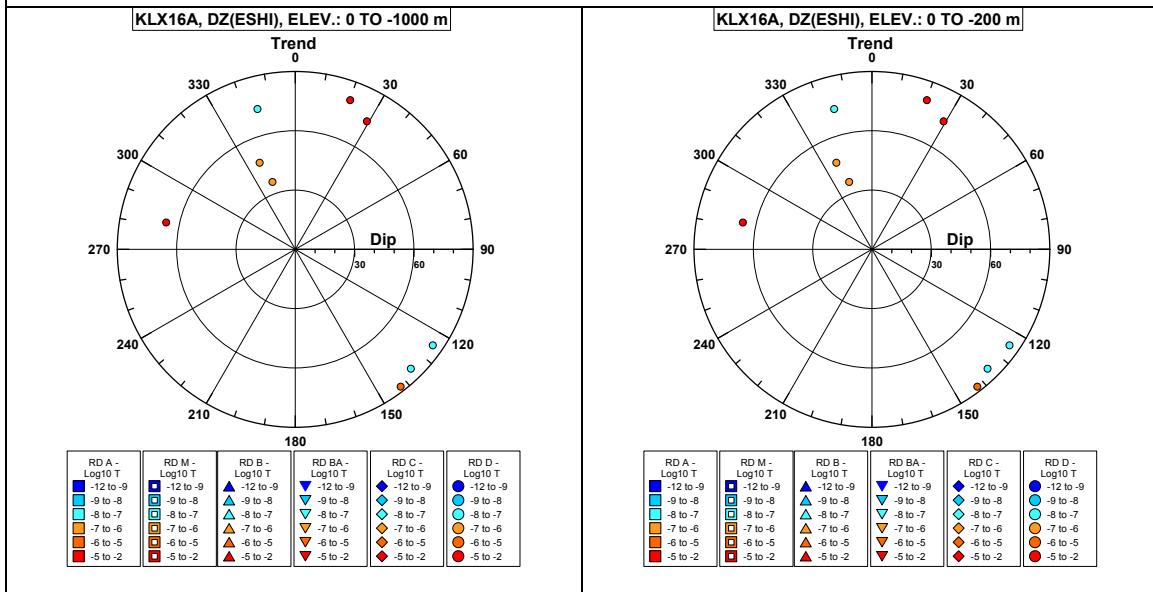 KLX16A, DZ(ESHI), ELEV.: 0 TO -1000 m
Trend
0
330
30
300
60
270
Dip
30
60
90
240
120
210
150
180
RD A -
Log10 T
-12 to -9
-9 to -8
-8 to -7
-7 to -6
-6 to -5
-5 to -2
RD M -
Log10 T
-12 to -9
-9 to -8
-8 to -7
-7 to -6
-6 to -5
-5 to -2
RD B -
Log10 T
-12 to -9
-9 to -8
-8 to -7
-7 to -6
-6 to -5
-5 to -2
RD BA -
Log10 T
-12 to -9
-9 to -8
-8 to -7
-7 to -6
-6 to -5
-5 to -2
RD C -
Log10 T
-12 to -9
-9 to -8
-8 to -7
-7 to -6
-6 to -5
-5 to -2
RD D -
Log10 T
-12 to -9
-9 to -8
-8 to -7
-7 to -6
-6 to -5
-5 to -2
KLX16A, DZ(ESHI), ELEV.: 0 TO -200 m
Trend
0
330
30
300
60
270
Dip
30
60
90
240
120
210
150
180
RD A -
Log10 T
-12 to -9
-9 to -8
-8 to -7
-7 to -6
-6 to -5
-5 to -2
RD M -
Log10 T
-12 to -9
-9 to -8
-8 to -7
-7 to -6
-6 to -5
-5 to -2
RD B -
Log10 T
-12 to -9
-9 to -8
-8 to -7
-7 to -6
-6 to -5
-5 to -2
RD BA -
Log10 T
-12 to -9
-9 to -8
-8 to -7
-7 to -6
-6 to -5
-5 to -2
RD C -
Log10 T
-12 to -9
-9 to -8
-8 to -7
-7 to -6
-6 to -5
-5 to -2
RD D -
Log10 T
-12 to -9
-9 to -8
-8 to -7
-7 to -6
-6 to -5
-5 to -2